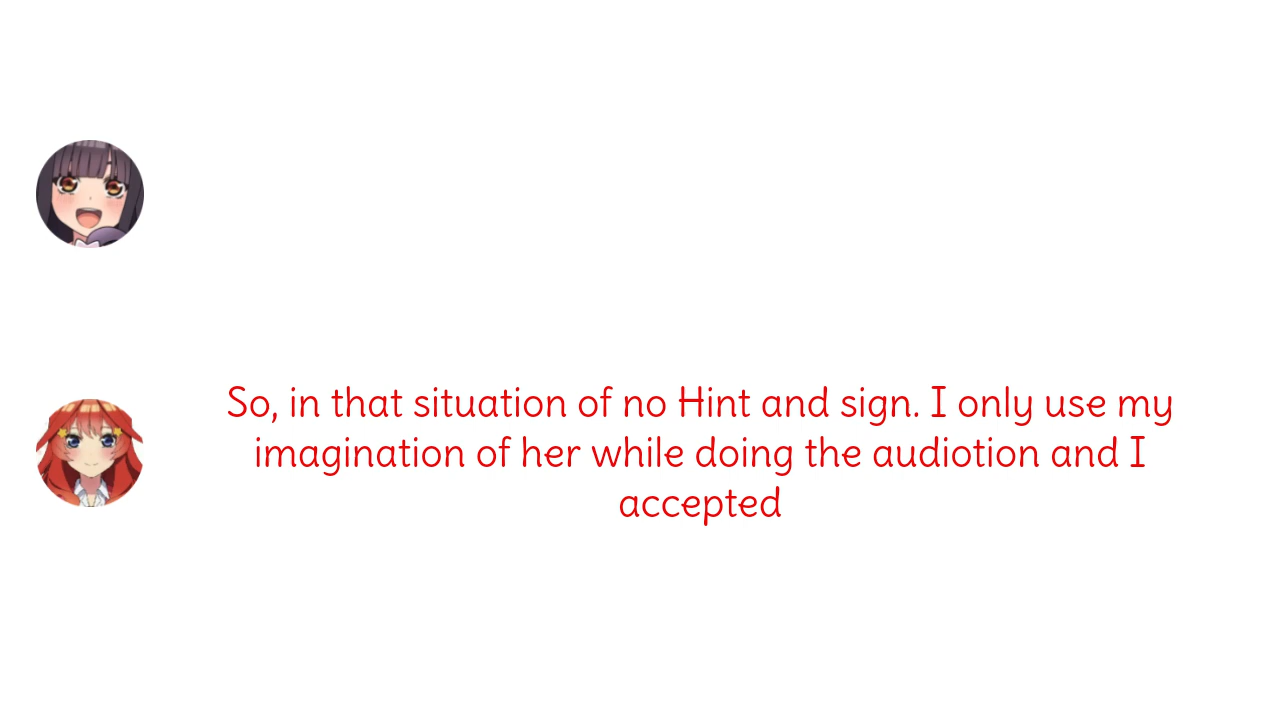 So, in that situation of no Hint and sign. I only use my
imagination of her while doing the audiotion and I
accepted